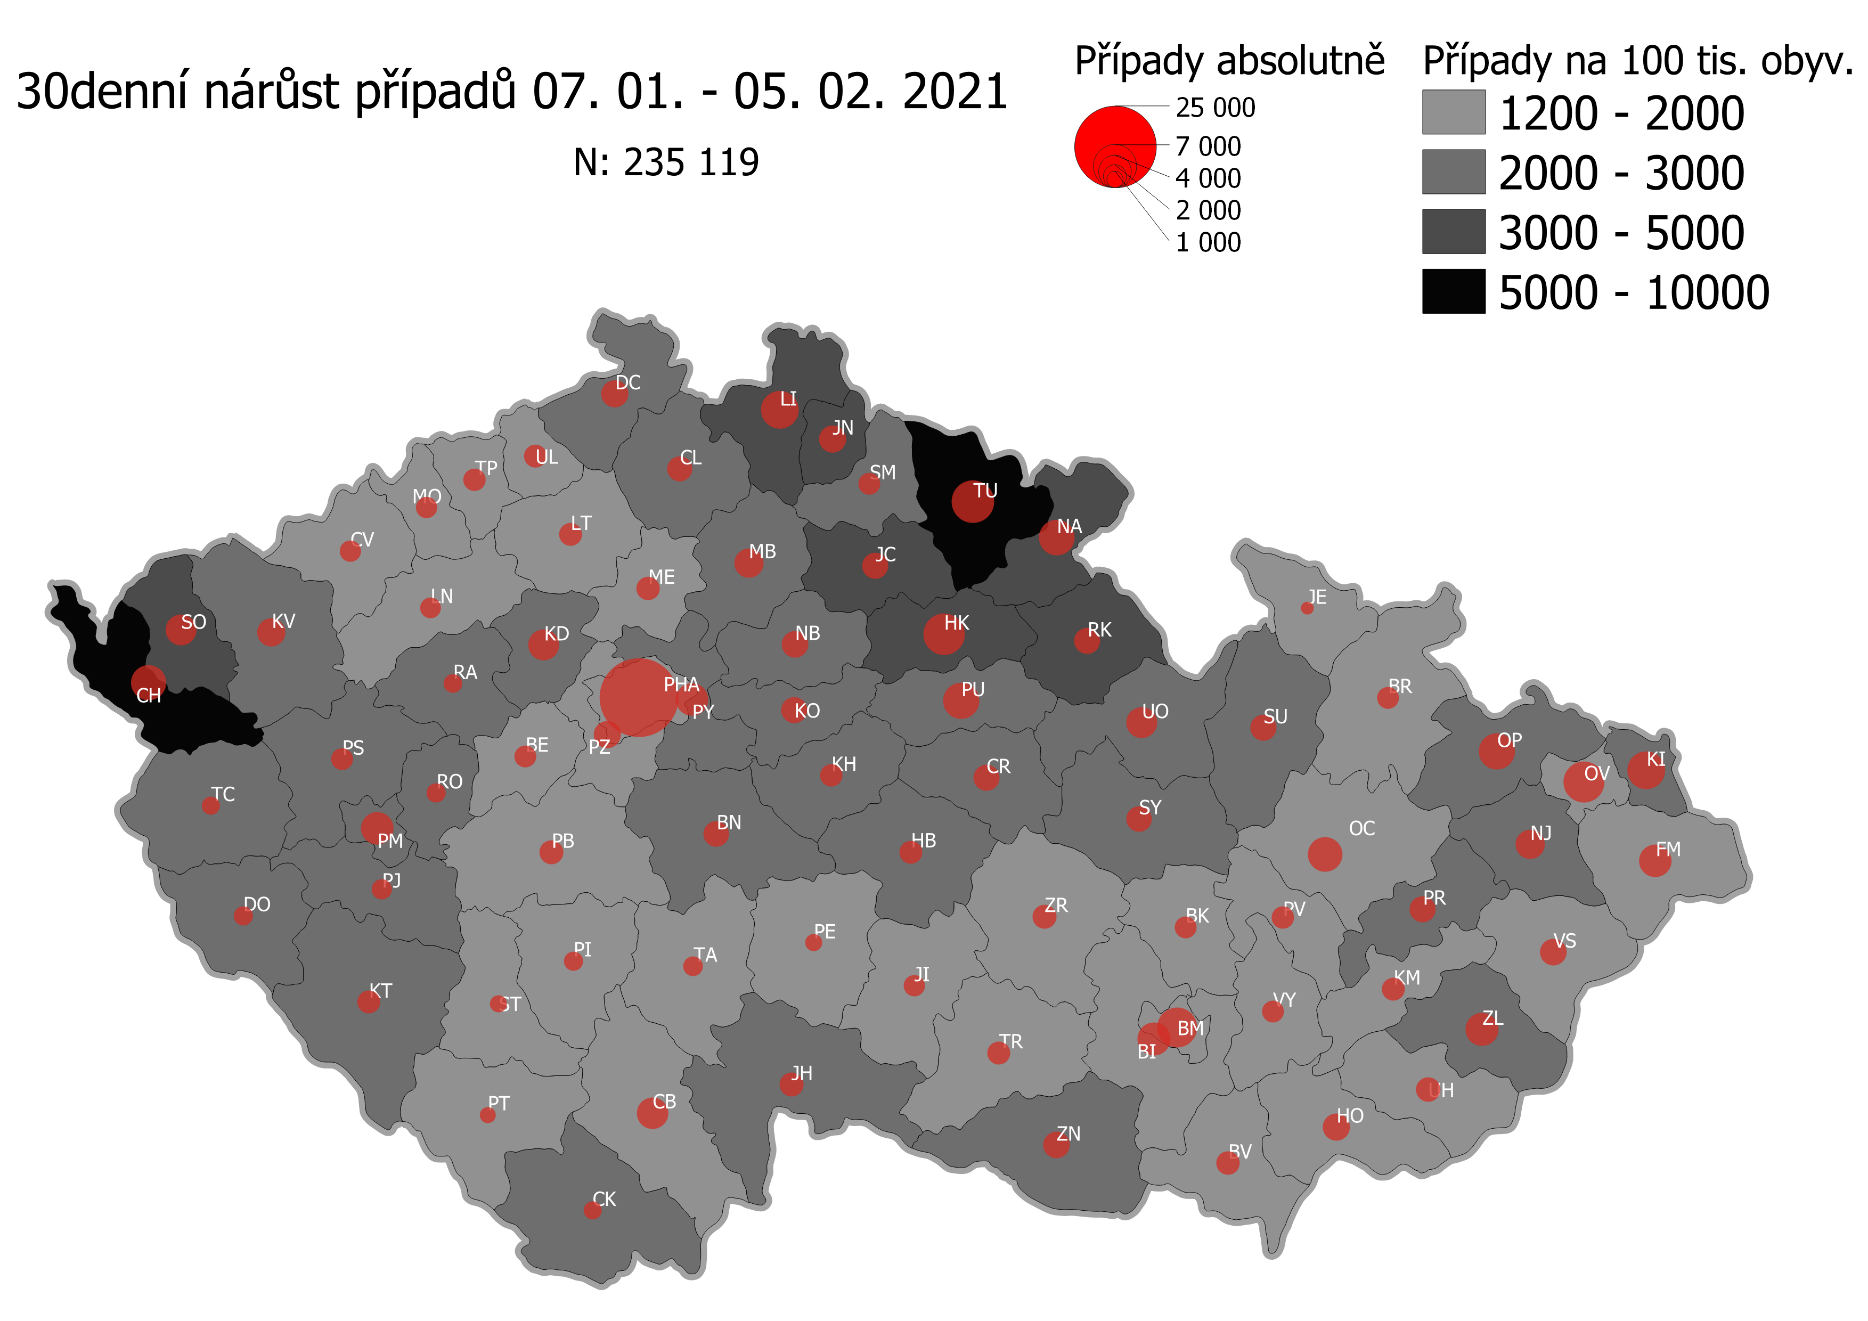 30denní nárůst případů 07. 01. - 05. 02. 2021
N: 235 119
Případy absolutně
25 000
7 000
4 000
2 000
1 000
Případy na 100 tis. obyv.
1200 - 2000
2000 - 3000
3000 - 5000
5000 - 10000
DC
LI
JN
UL
TP
CL
SM
MO
TU
LT
NA
CV
MB
JC
ME
LN
JE
SO
KV
KD
NB
HK
RK
RA
PHA
CH
PU
BR
PY
KO
UO
SU
PZ
BE
PS
OP
KI
RO
KH
CR
OV
TC
SY
PM
PB
BN
HB
OC
NJ
FM
PJ
DO
ZR
BK
PV
PR
PE
VS
PI
TA
JI
KM
KT
ST
VY
ZL
BM
TR
BI
JH
UH
PT
CB
HO
ZN
BV
CK